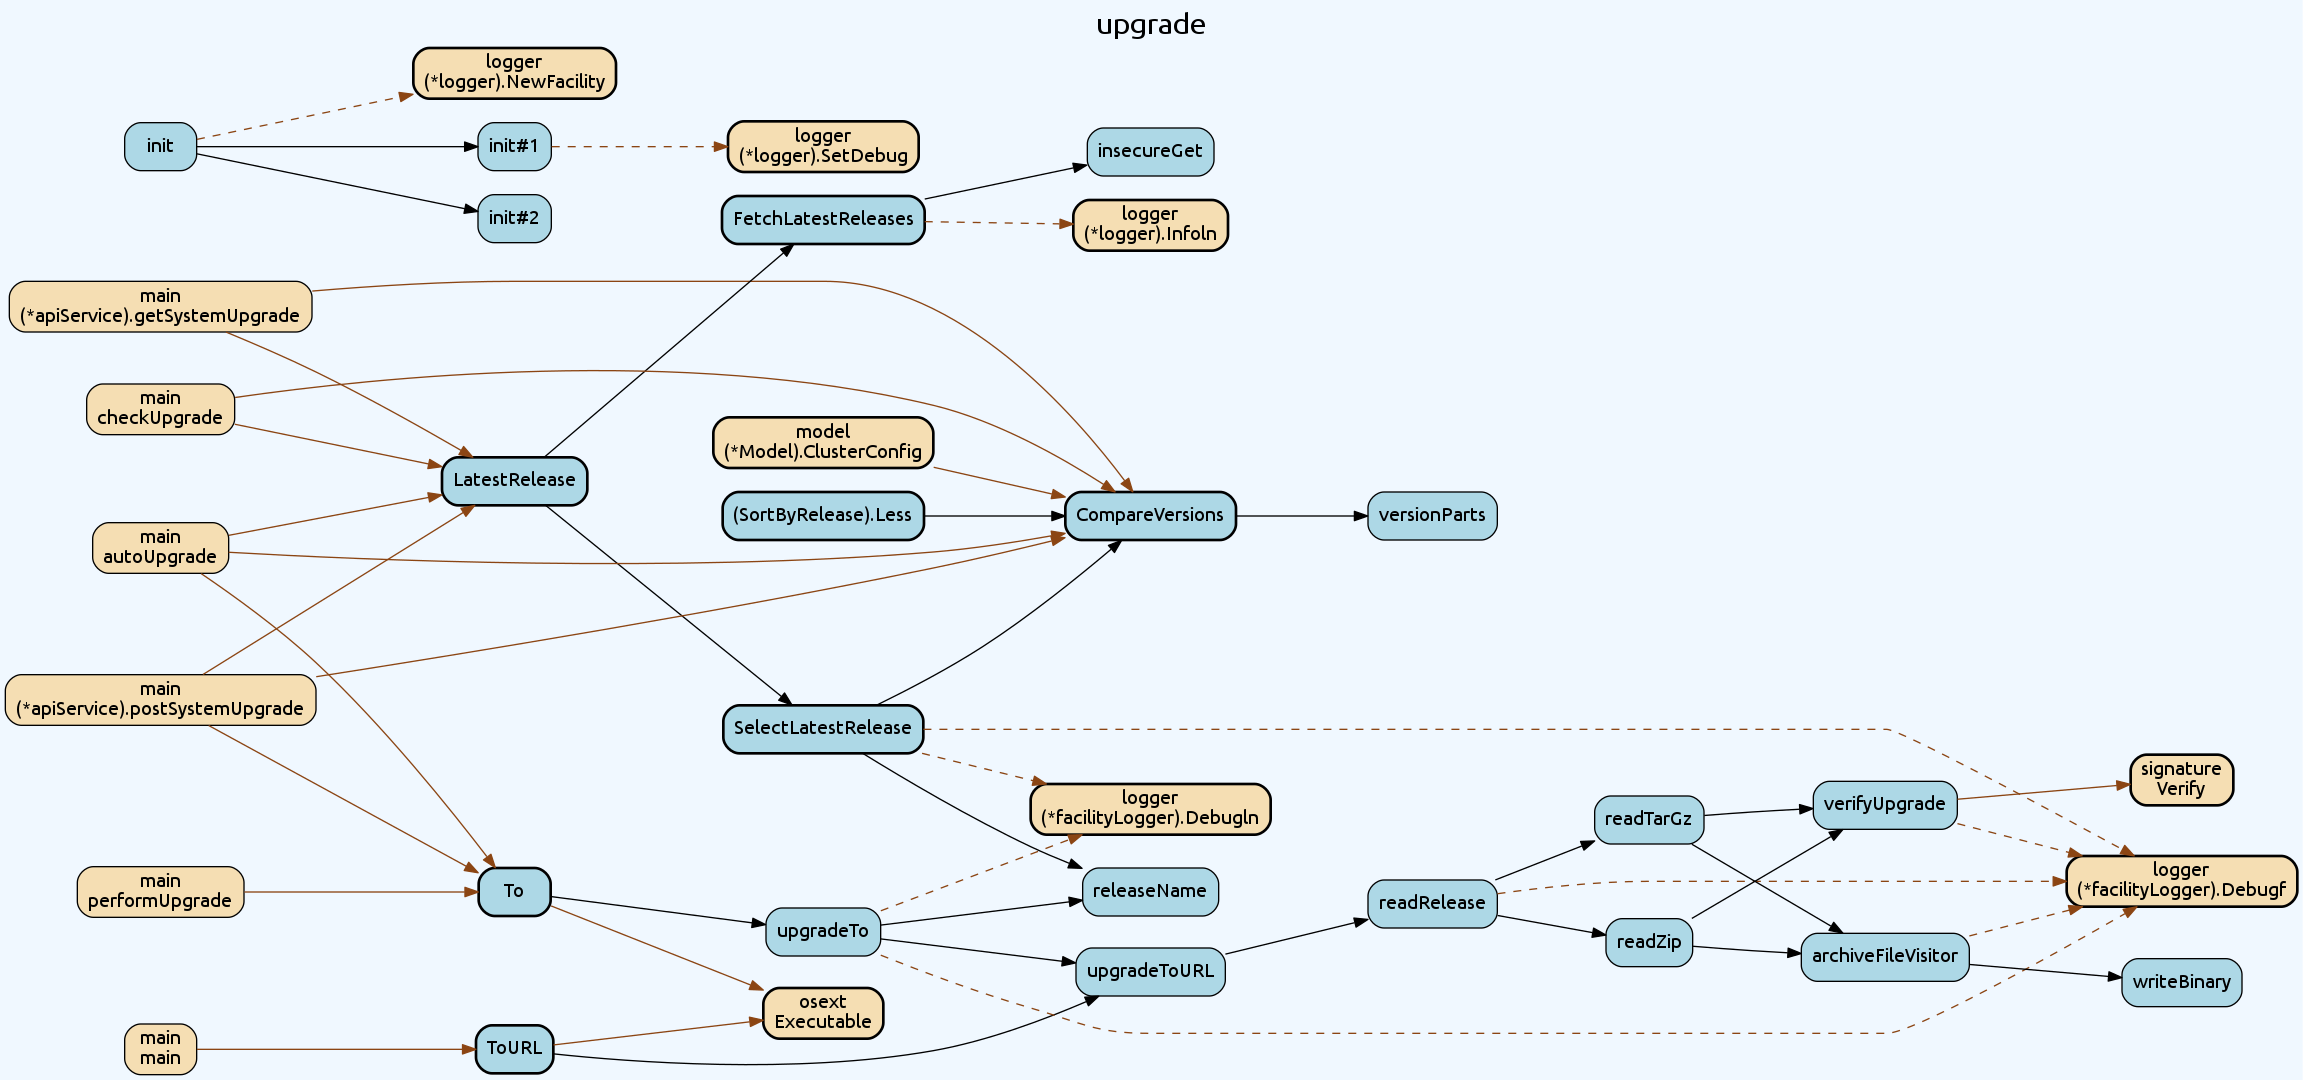 upgrade
logger
(*logger).NewFacility
init
init#1
logger
(*logger).SetDebug
insecureGet
init#2
FetchLatestReleases
logger
(*logger).Infoln
main
(*apiService).getSystemUpgrade
main
checkUpgrade
LatestRelease
model
(*Model).ClusterConfig
(SortByRelease).Less
CompareVersions
versionParts
main
autoUpgrade
main
(*apiService).postSystemUpgrade
SelectLatestRelease
logger
(*facilityLogger).Debugln
signature
Verify
verifyUpgrade
readTarGz
main
performUpgrade
To
releaseName
readRelease
logger
(*facilityLogger).Debugf
upgradeTo
readZip
archiveFileVisitor
upgradeToURL
writeBinary
osext
Executable
main
main
ToURL